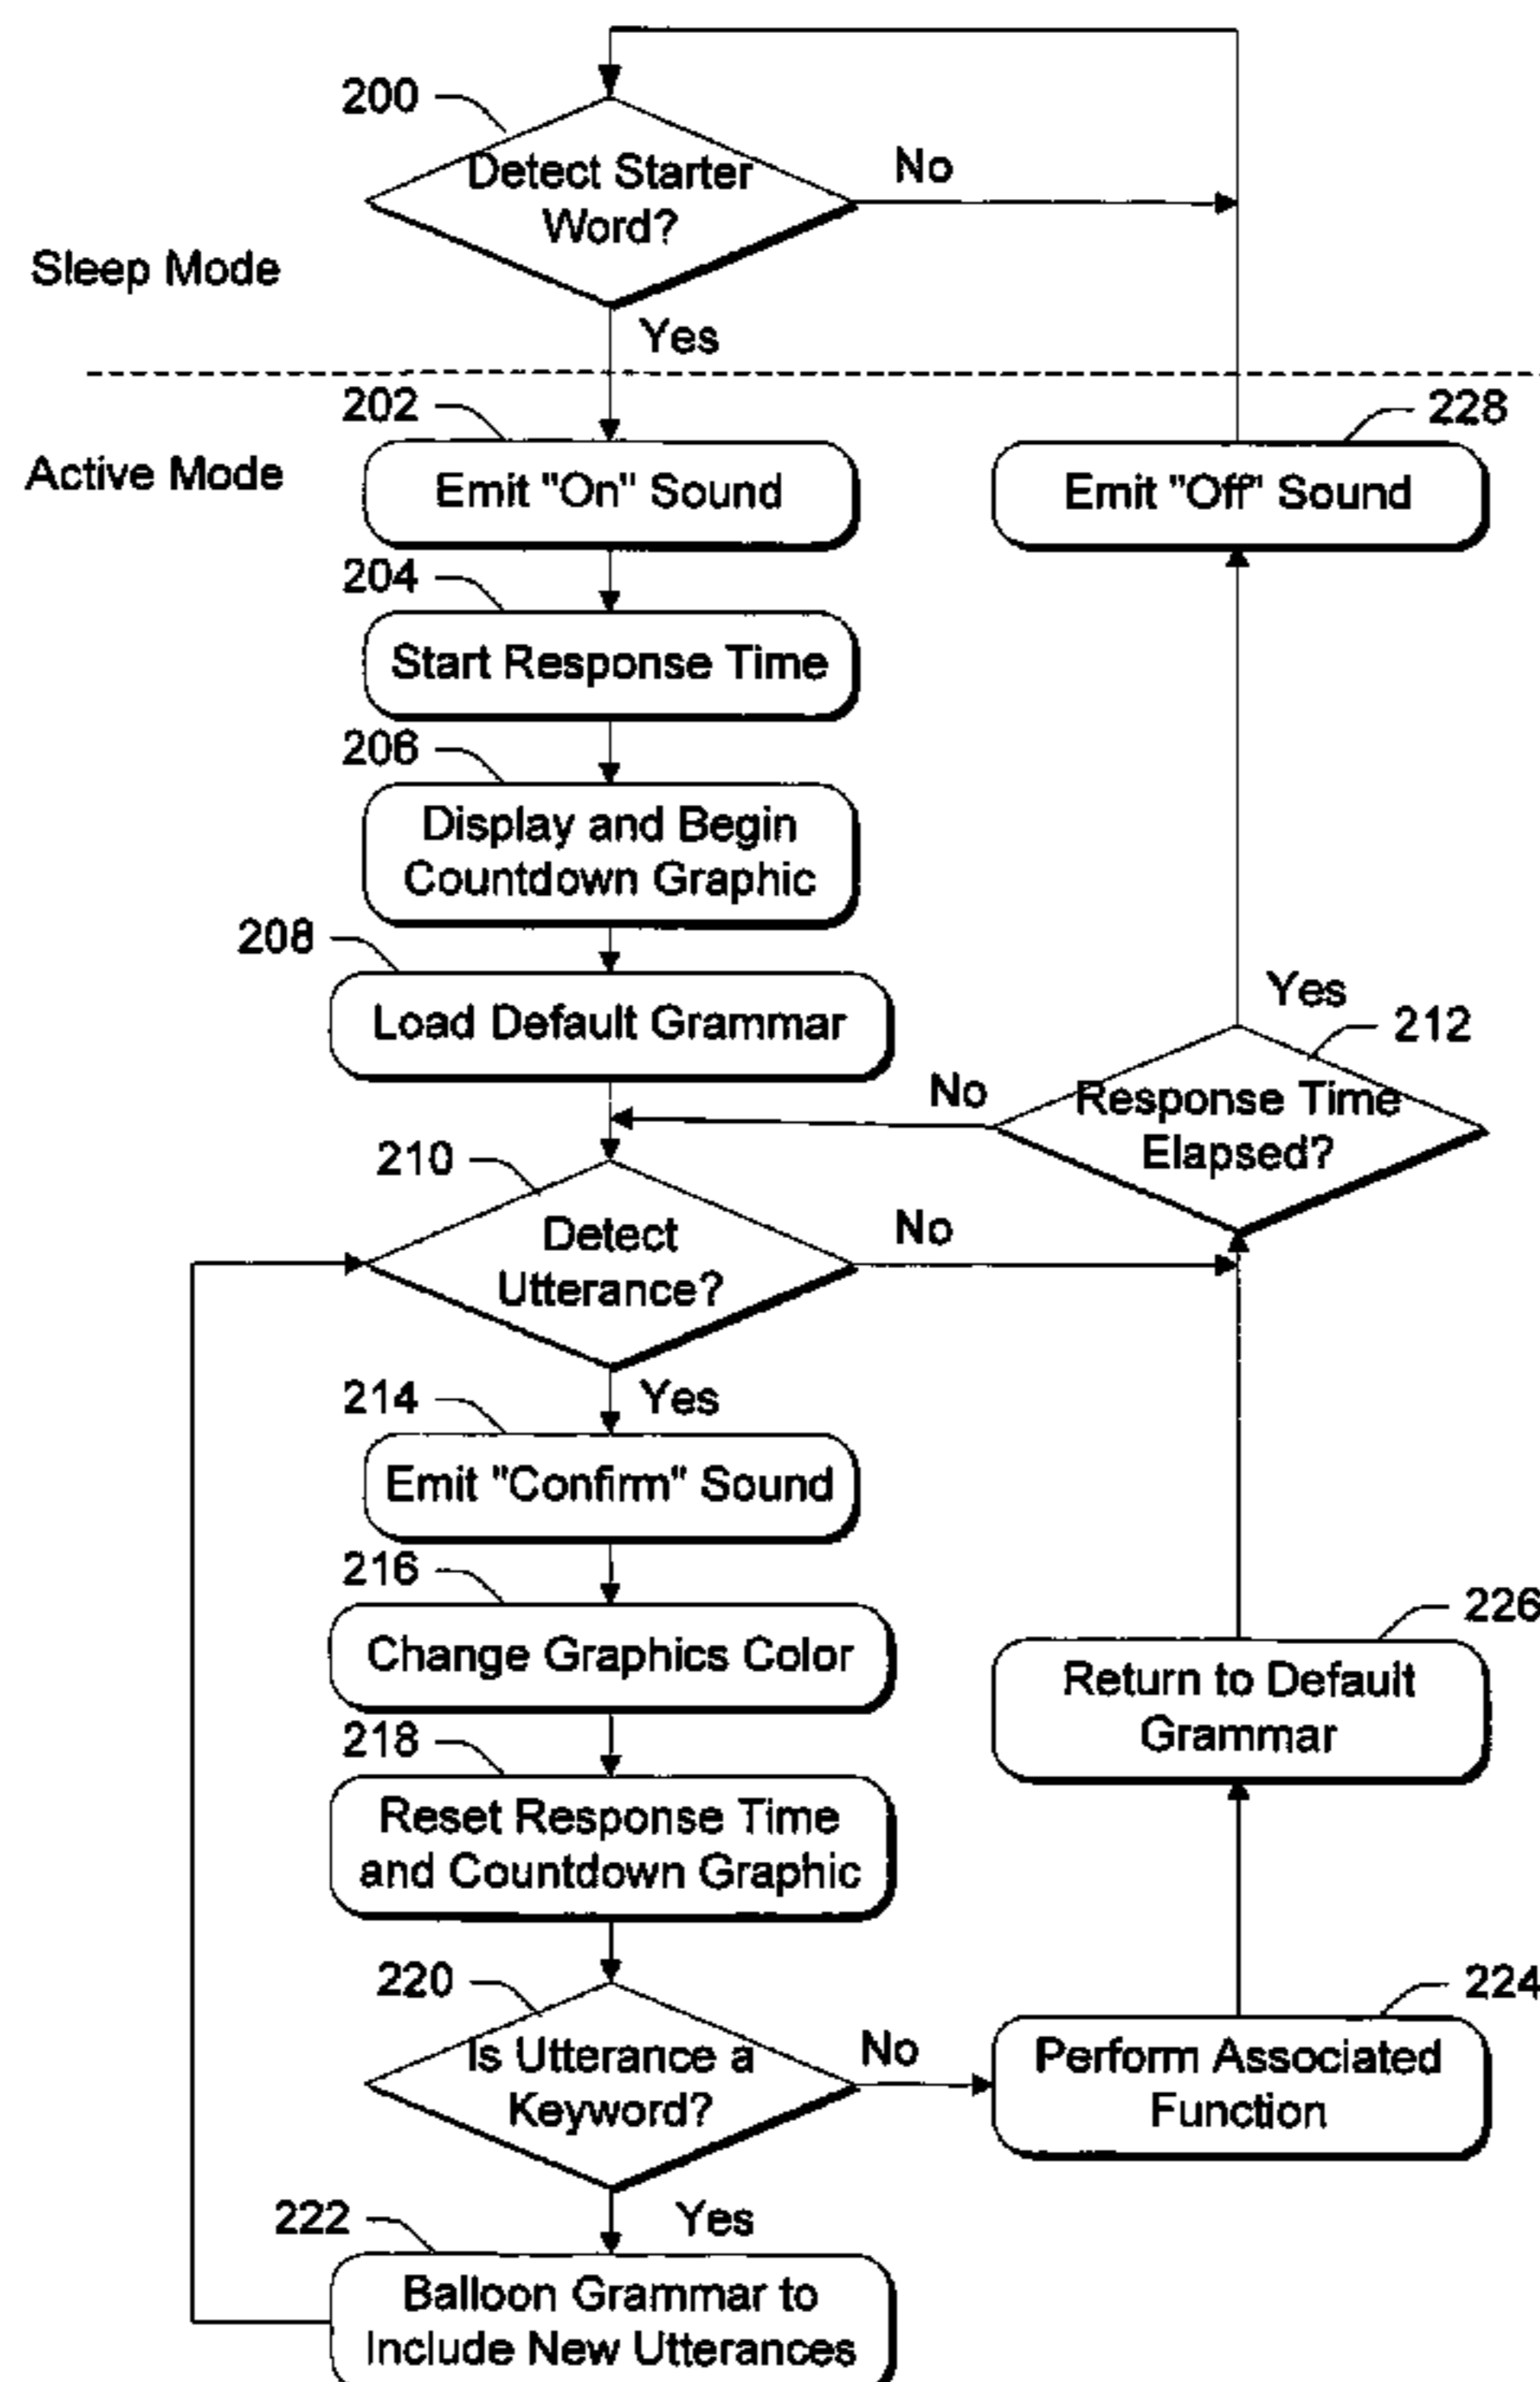 200
Detect Starter
Word?
No
Sleep Mode
Yes
202
228
Active Mode
Emit "On" Sound
Emit "Off" Sound
204
Start Response Time
206
Display and Begin
Countdown Graphic
208
Load Default Grammar
Yes
212
No
Response Time
Elapsed?
210
Detect
Utterance?
No
Yes
214
Emit "Confirm" Sound
216
Change Graphics Color
226
Return to Default
Grammar
218
Reset Response Time
and Countdown Graphic
220
Is Utterance a
Keyword?
No
224
Perform Associated
Function
Yes
222
Balloon Grammar to
Include New Utterances